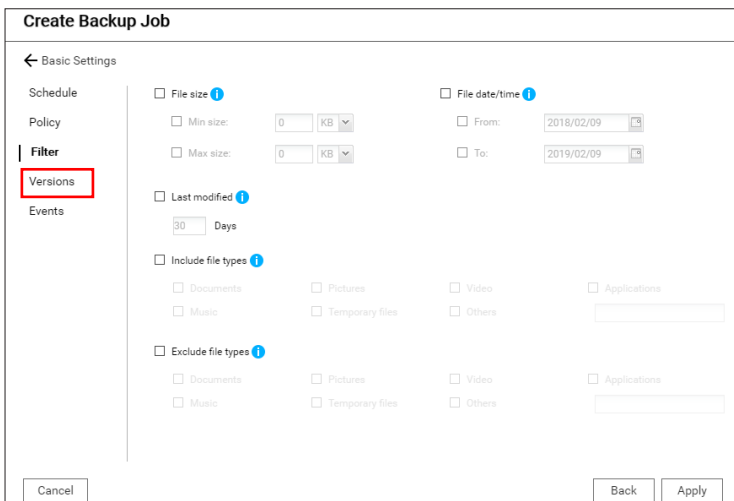 Create Backup Job
Basic Settings
Schedule
Policy
Filter
Versions
Events
File size
Min size: 0 KB
Max size: 0 KB
File date/time
From: 2018/02/09
To: 2019/02/09
Last modified
30 Days
Include file types
Documents Pictures Video Applications
Music Temporary files Others
Exclude file types
Documents Pictures Video Applications
Music Temporary files Others
Cancel Back Apply